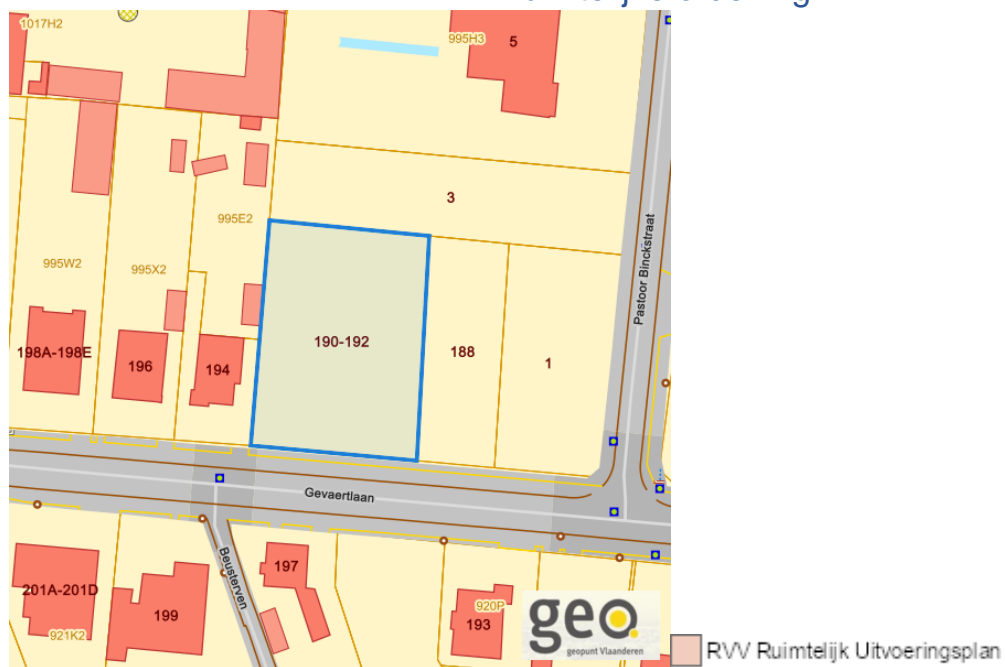 1017H2
995H3
5
3
995E2
995W2
995X2
Pastoor Binckstraat
190-192
198A-198E
196
194
188
1
Gevaertlaan
Beusterven
197
201A-201D
199
921K2
920P
193
geo
geopunt Vlaanderen
RVV Ruimtelijk Uitvoeringsplan